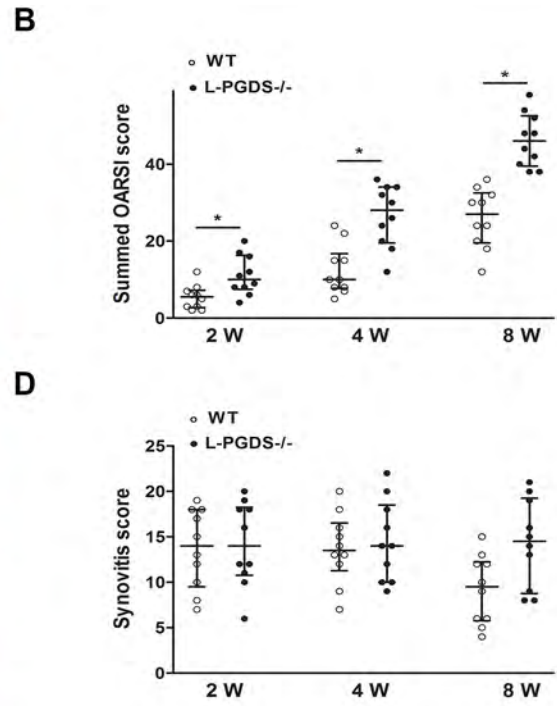 B
WT
L-PGDS-/-
Summed OARSI score
40
20
0
*
*
*
2 W 4 W 8 W
D
WT
L-PGDS-/-
Synovitis score
25
20
15
10
5
0
2 W 4 W 8 W